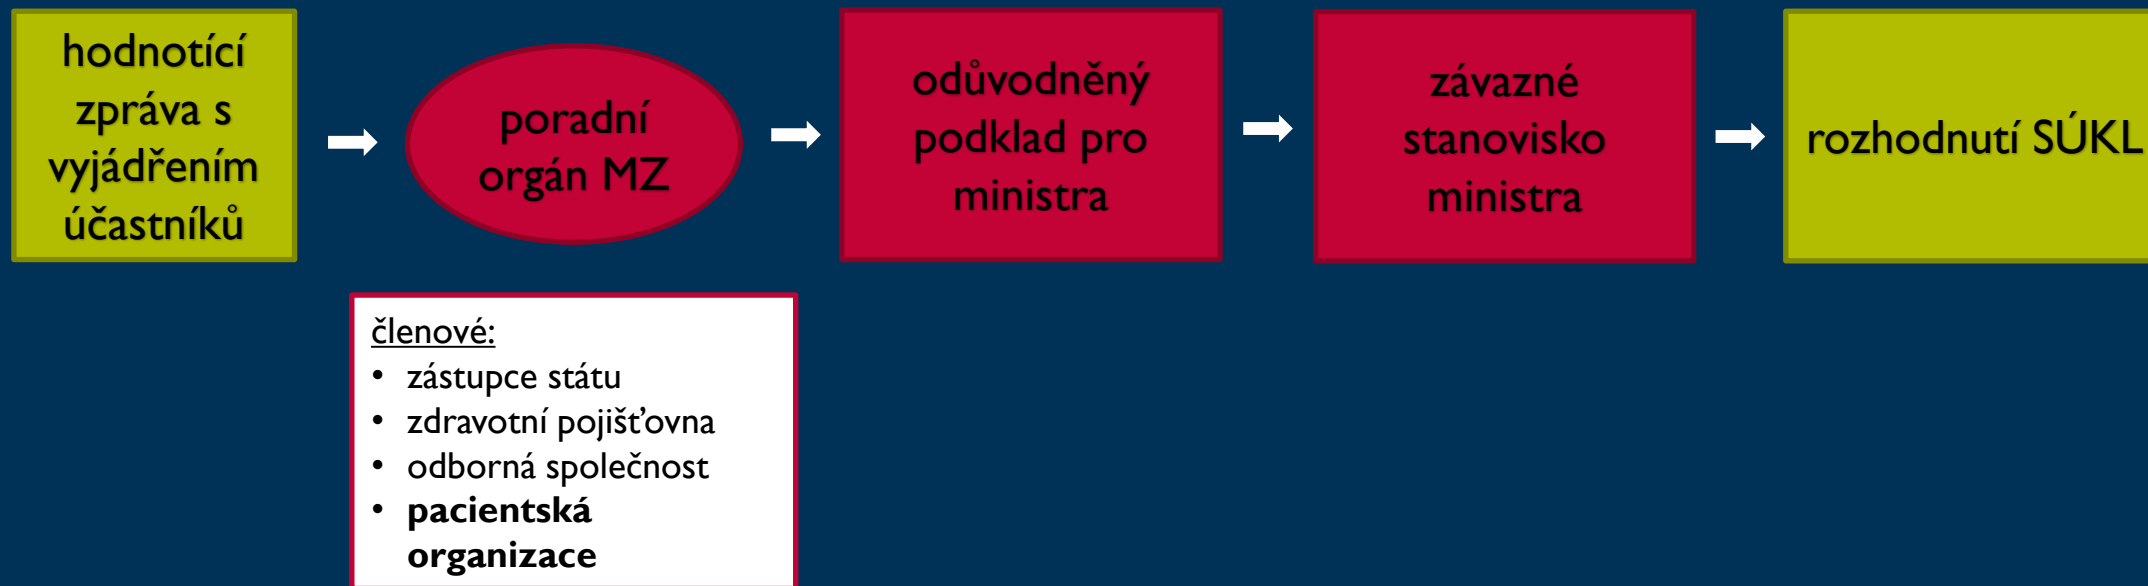 hodnotící
zpráva s
vyjádřením
účastníků
poradní
orgán MZ
odůvodněný
podklad pro
ministra
závazné
stanovisko
ministra
rozhodnutí SÚKL
členové:
• zástupce státu
• zdravotní pojišťovna
• odborná společnost
• pacientská
organizace